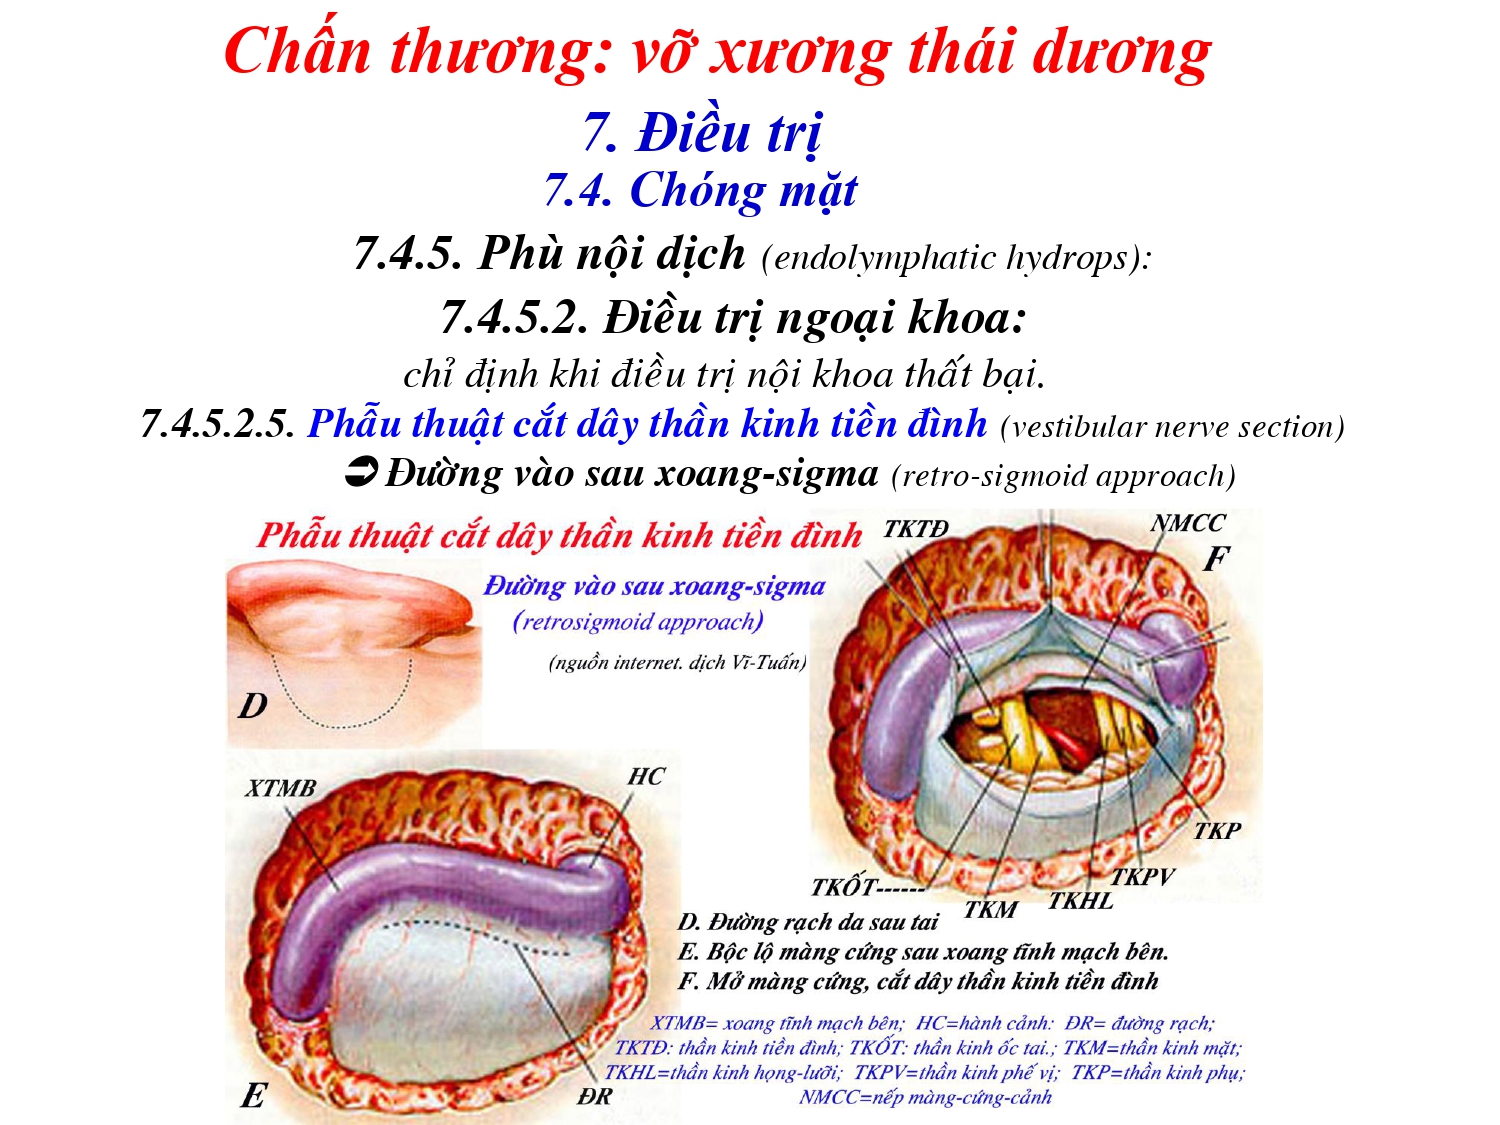 Chấn thương: vỡ xương thái dương
7. Điều trị
7.4. Chóng mặt
7.4.5. Phù nội dịch (endolymphatic hydrops):
7.4.5.2. Điều trị ngoại khoa:
chỉ định khi điều trị nội khoa thất bại.
7.4.5.2.5. Phẫu thuật cắt dây thần kinh tiền đình (vestibular nerve section)
➲ Đường vào sau xoang-sigma (retro-sigmoid approach)
Phẫu thuật cắt dây thần kinh tiền đình
Đường vào sau xoang-sigma
(retrosigmoid approach)
(nguồn internet. dịch Vĩ-Tuấn)
D
TKTĐ
NMCC
F
TKP
TKPV
TKHL
TKM
TKỐT------
XTMB
HC
E
ĐR
D. Đường rạch da sau tai
E. Bộc lộ màng cứng sau xoang tĩnh mạch bên.
F. Mở màng cứng, cắt dây thần kinh tiền đình
XTMB= xoang tĩnh mạch bên; HC=hành cảnh: ĐR= đường rạch;
TKTĐ: thần kinh tiền đình; TKỐT: thần kinh ốc tai.; TKM=thần kinh mặt;
TKHL=thần kinh họng-lưỡi; TKPV=thần kinh phế vị; TKP=thần kinh phụ;
NMCC=nếp màng-cứng-cảnh